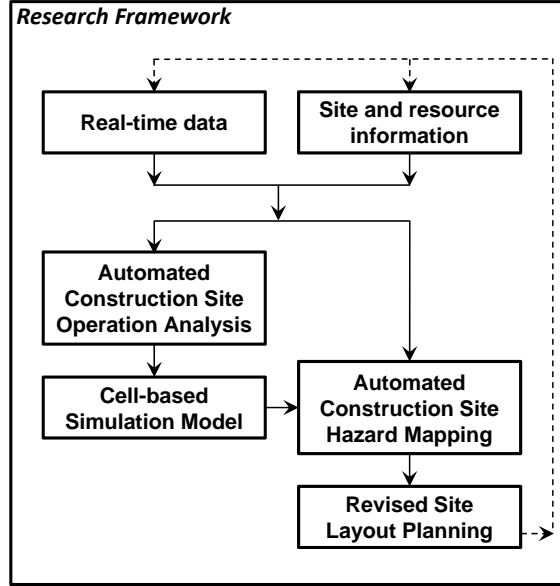 Research Framework
Real-time data
Site and resource
information
Automated
Construction Site
Operation Analysis
Cell-based
Simulation Model
Automated
Construction Site
Hazard Mapping
Revised Site
Layout Planning